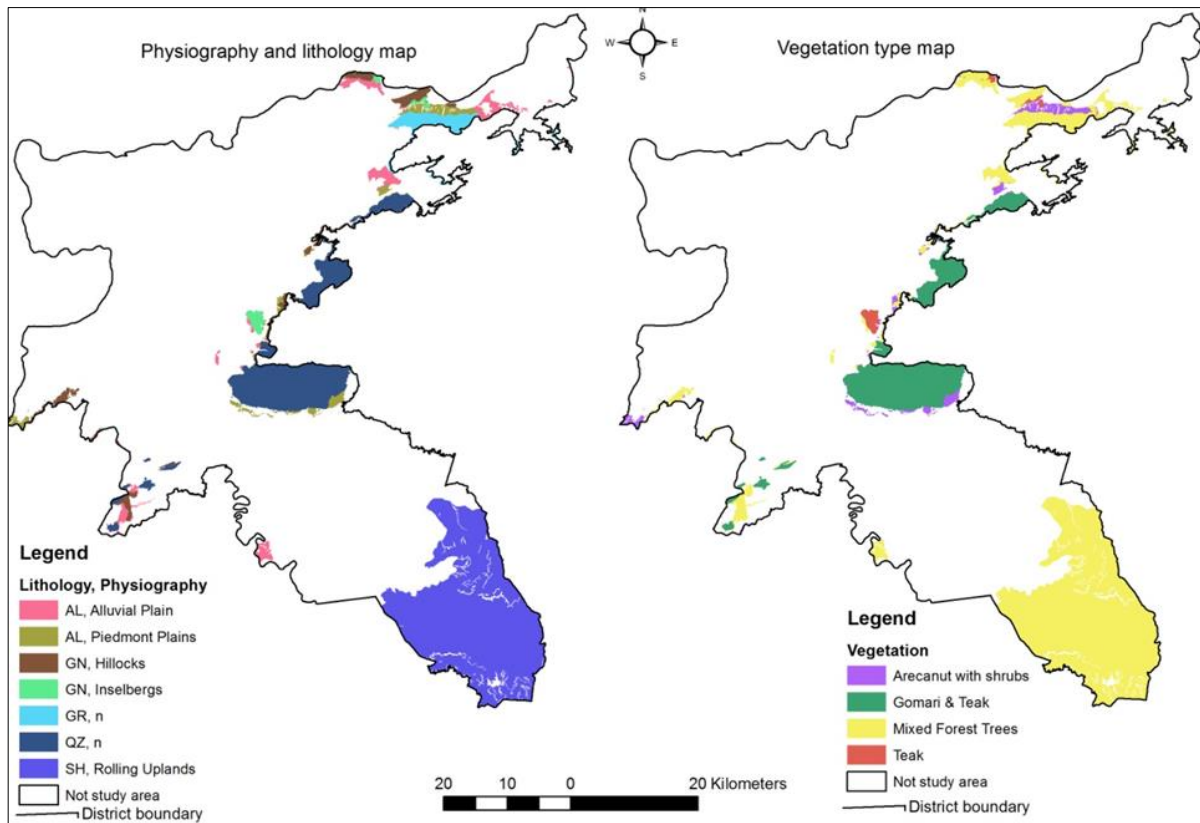 Physiography and lithology map
N
W E
S
Vegetation type map
Legend
Lithology, Physiography
AL, Alluvial Plain
AL, Piedmont Plains
GN, Hillocks
GN, Inselbergs
GR, n
QZ, n
SH, Rolling Uplands
Not study area
District boundary
20 10 0 20 Kilometers
Legend
Vegetation
Arecanut with shrubs
Gomari & Teak
Mixed Forest Trees
Teak
Not study area
District boundary